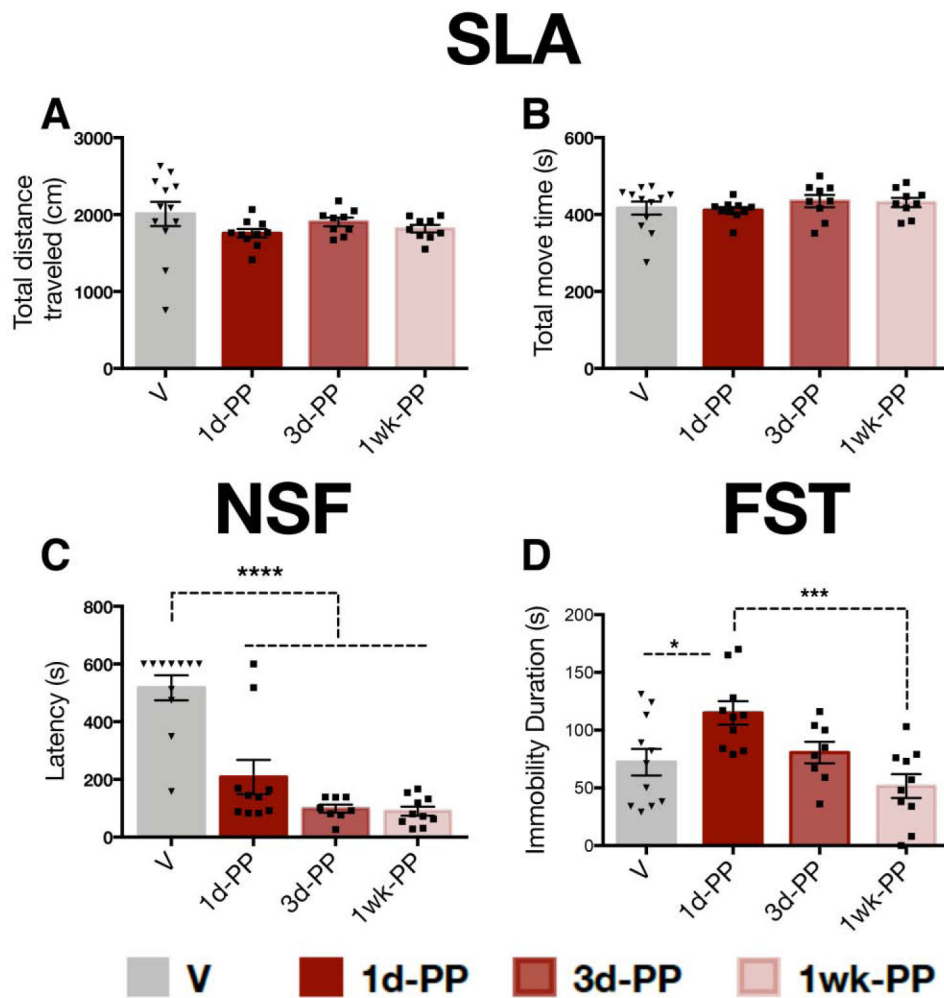 SLA
A
Total distance
traveled (cm)
3000
2000
1000
0
V
1d-PP
3d-PP
1wk-PP
B
Total move time (s)
600
400
200
0
V
1d-PP
3d-PP
1wk-PP
NSF
C
Latency (s)
800
600
400
200
0
****
V
1d-PP
3d-PP
1wk-PP
FST
D
Immobility Duration (s)
200
150
100
50
0
*
***
V
1d-PP
3d-PP
1wk-PP
V 1d-PP 3d-PP 1wk-PP